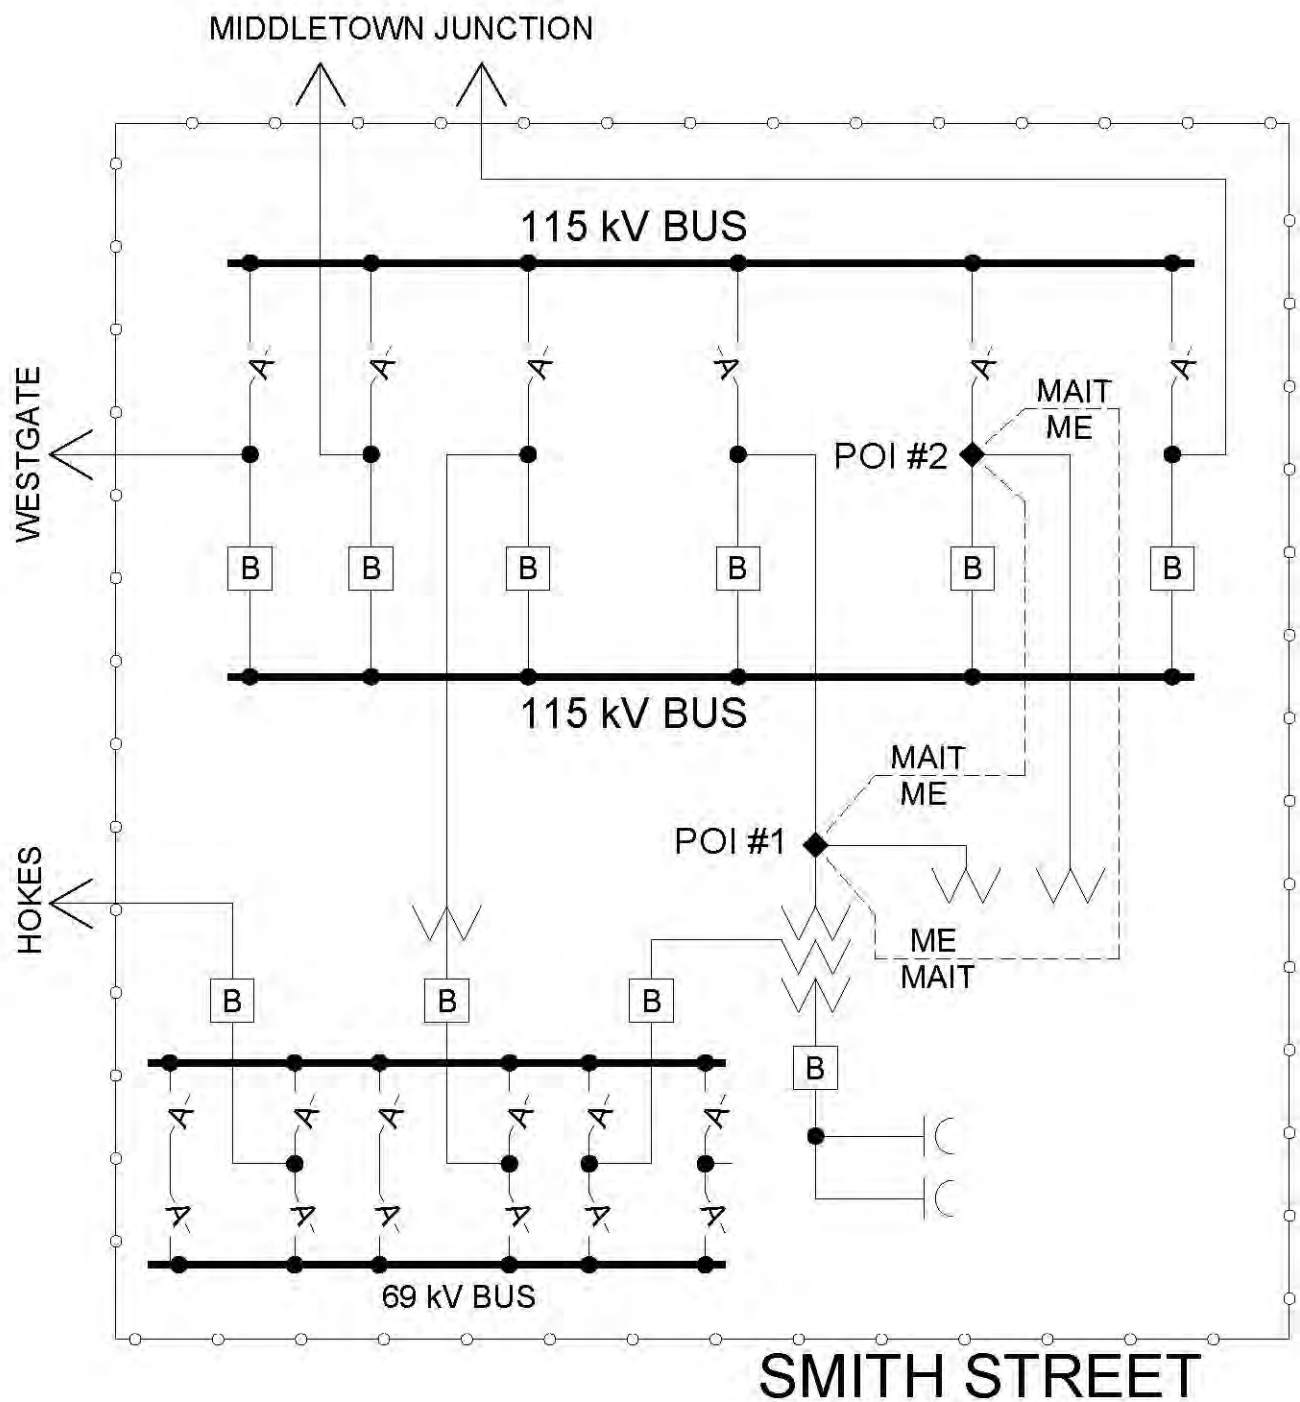 MIDDLETOWN JUNCTION
115 kV BUS
A A A A A A
WESTGATE
MAIT
ME
POI #2
B B B B B B
115 kV BUS
MAIT
ME
POI #1
HOKES
ME
MAIT
B B B
B
A A A A A A
A A A A A A
69 kV BUS
SMITH STREET